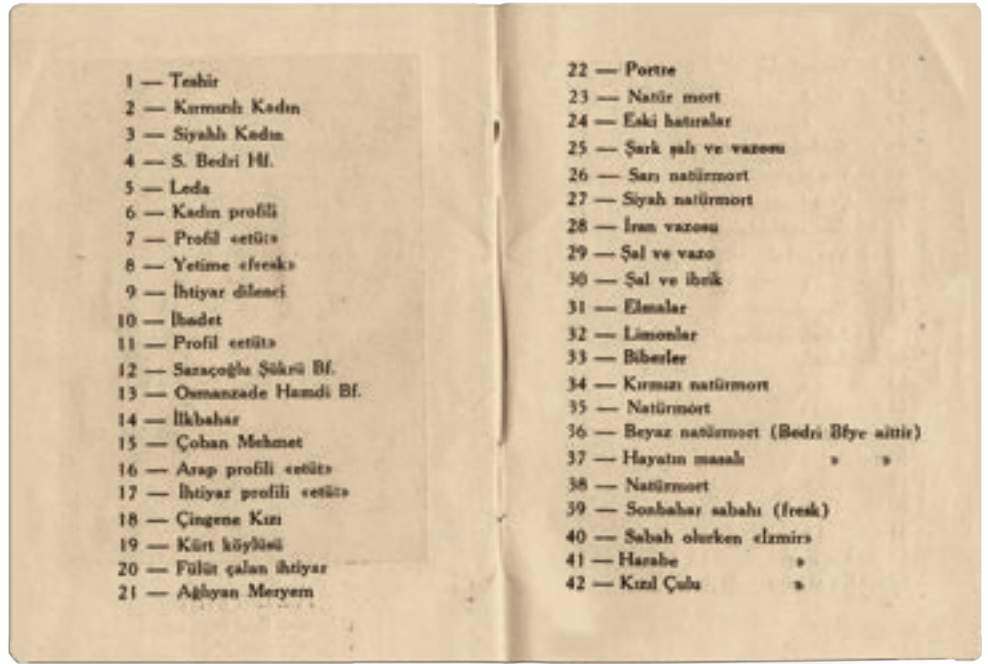 1 — Teshir
2 — Kırmızılı Kadın
3 — Siyahlı Kadın
4 — S. Bedri Hf.
5 — Leda
6 — Kadın profili
7 — Profil «etüt»
8 — Yetime «fresk»
9 — İhtiyar dilenci
10 — İbadet
11 — Profil «etüt»
12 — Saraçoğlu Şükrü Bf.
13 — Osmanzade Hamdi Bf.
14 — İlkbahar
15 — Çoban Mehmet
16 — Arap profili «etüt»
17 — İhtiyar profili «etüt»
18 — Çingene Kızı
19 — Kürt köylüsü
20 — Fülüt çalan ihtiyar
21 — Ağlıyan Meryem
22 — Portre
23 — Natür mort
24 — Eski hatıralar
25 — Şark şalı ve vazosu
26 — Sarı natürmort
27 — Siyah natürmort
28 — İran vazosu
29 — Şal ve vazo
30 — Şal ve ibrik
31 — Elmalar
32 — Limonlar
33 — Biberler
34 — Kırmızı natürmort
35 — Natürmort
36 — Beyaz natürmort (Bedri Bfye aittir)
37 — Hayatın masalı » »
38 — Natürmort
39 — Sonbahar sabahı (fresk)
40 — Sabah olurken «İzmir»
41 — Harabe »
42 — Kızıl Çulu »